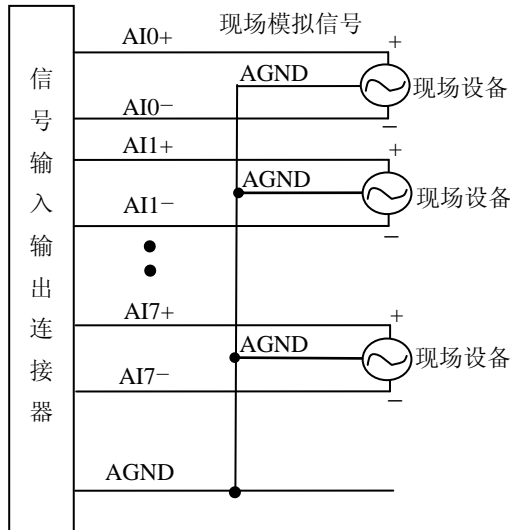 信号输入输出连接器
AI0+
现场模拟信号
+
AGND
现场设备
AI0−
−
AI1+
+
AGND
现场设备
AI1−
−
AI7+
+
AGND
现场设备
AI7−
−
AGND